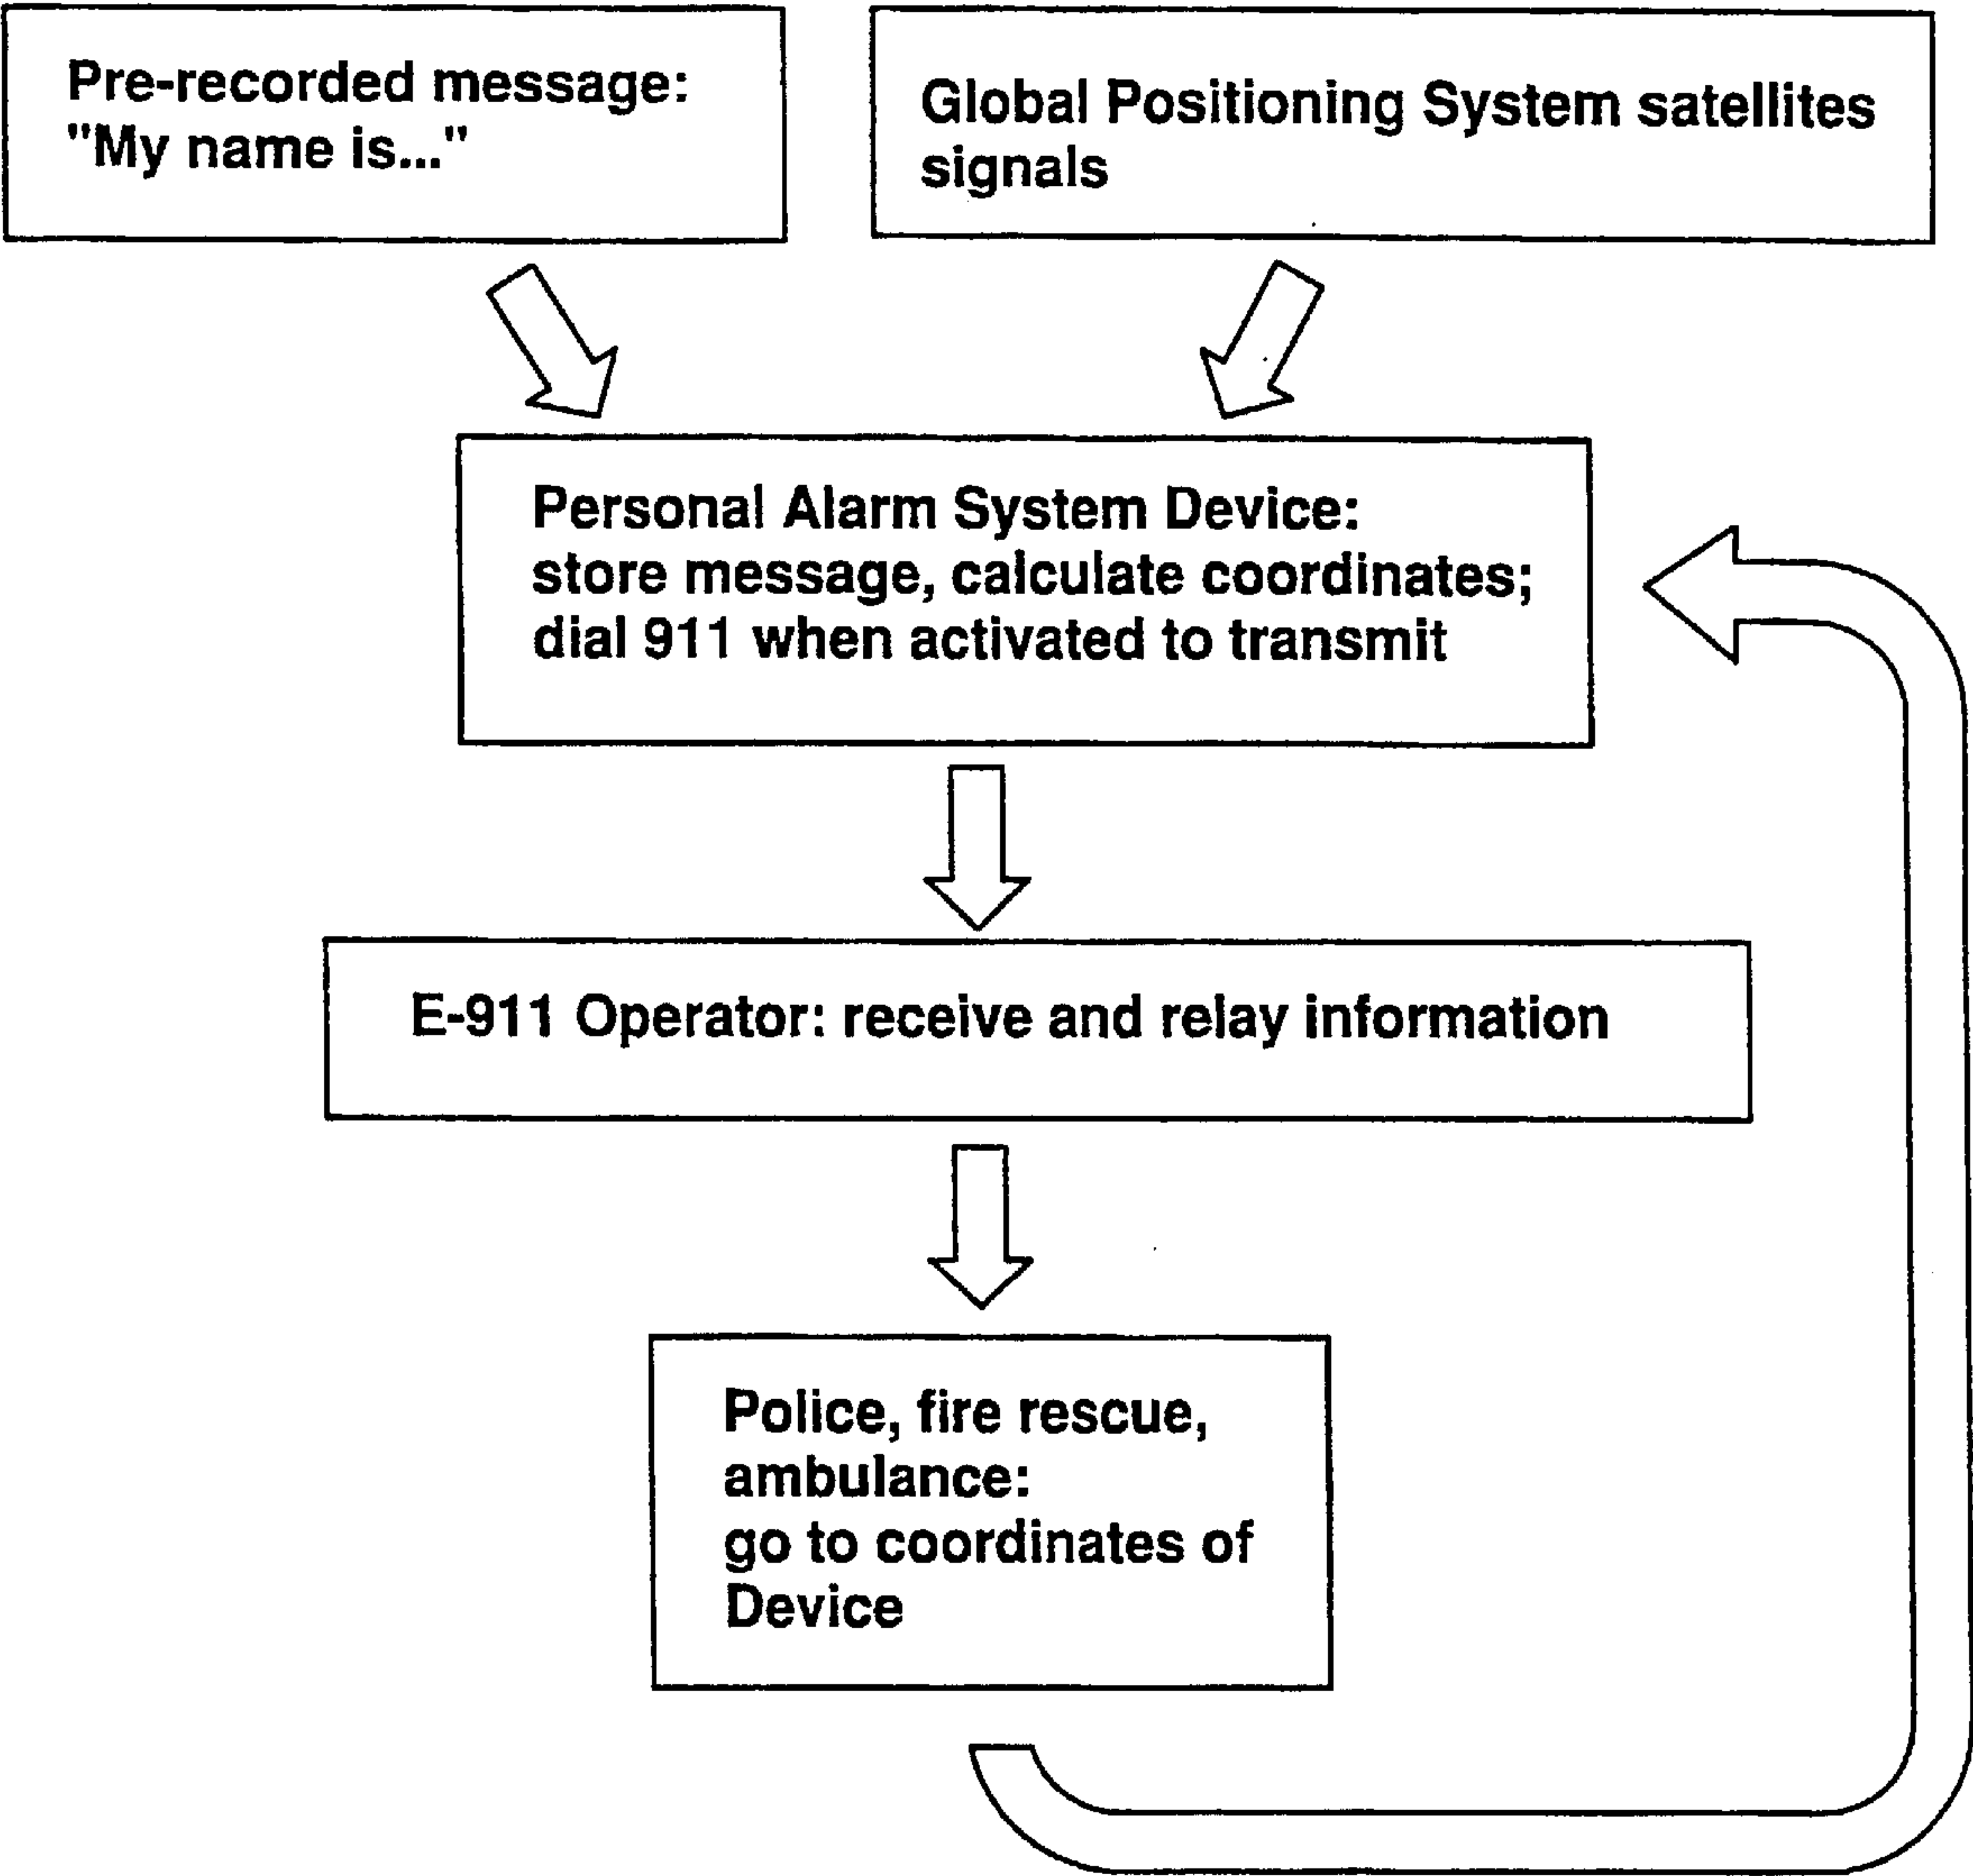 Pre-recorded message:
"My name is..."
Global Positioning System satellites
signals
Personal Alarm System Device:
store message, calculate coordinates;
dial 911 when activated to transmit
E-911 Operator: receive and relay information
Police, fire rescue,
ambulance:
go to coordinates of
Device